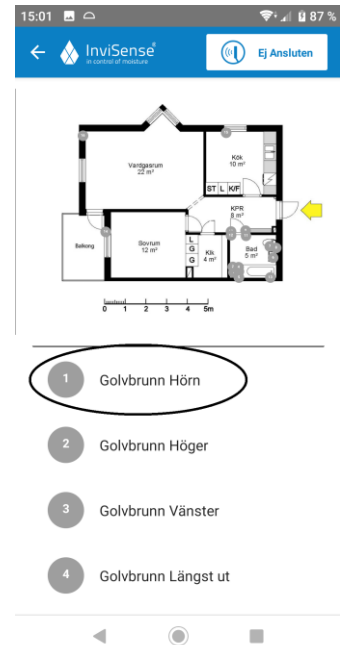 15:01 87 %
InviSense
in control of moisture
Ej Ansluten
Vardgasrum
22 m²
Kök
10 m²
ST L K/F
KPR
8 m²
Balkong
Sovrum
12 m²
L
G
G
Klk
4 m²
Bad
5 m²
0 1 2 3 4 5m
1 Golvbrunn Hörn
2 Golvbrunn Höger
3 Golvbrunn Vänster
4 Golvbrunn Längst ut